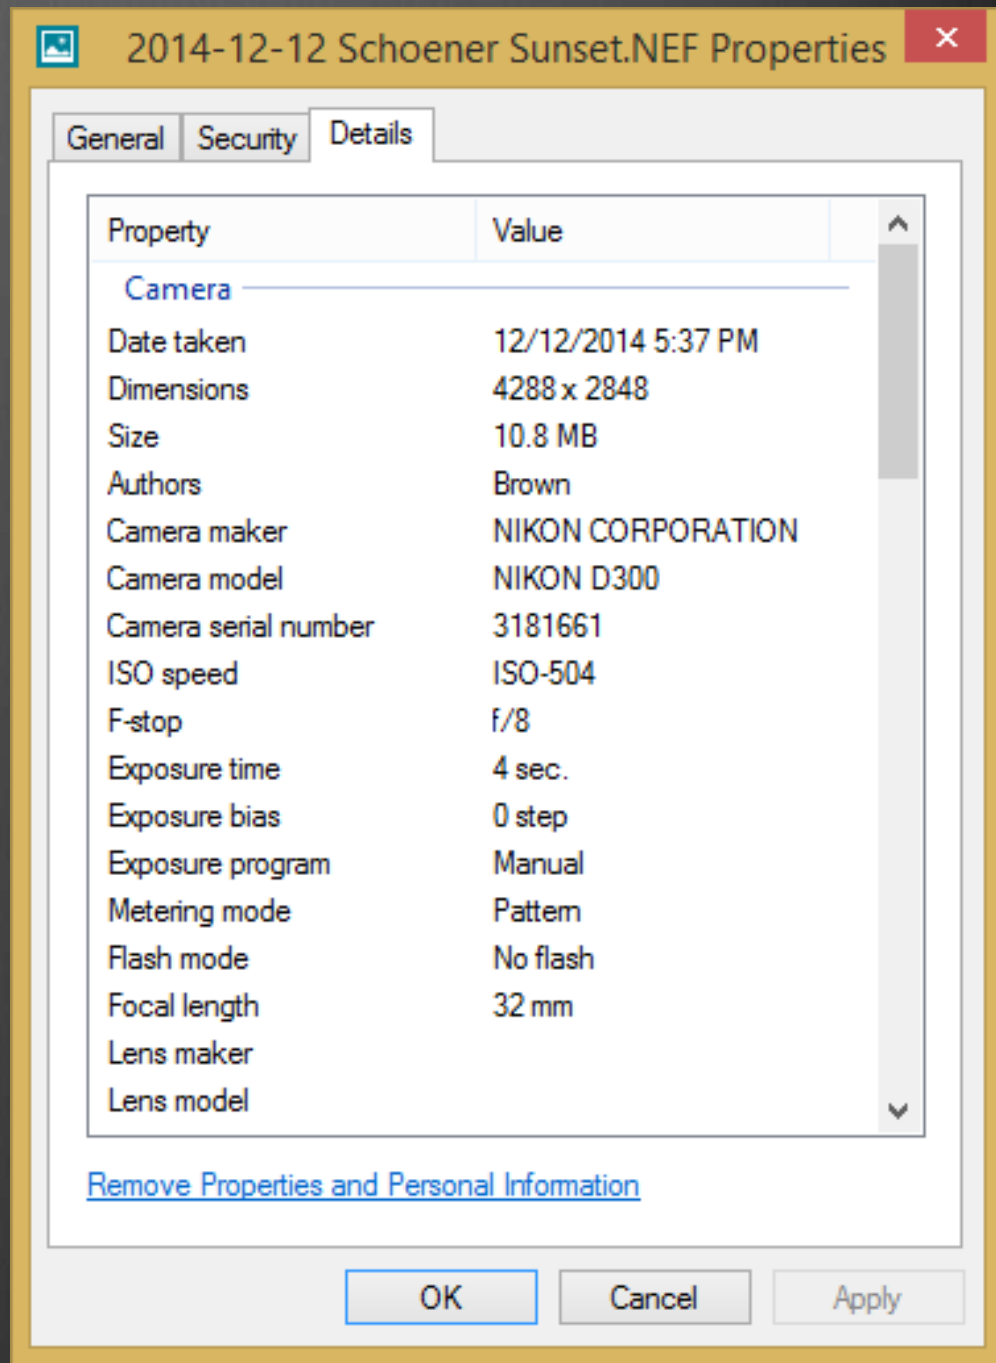 2014-12-12 Schoener Sunset.NEF Properties
General Security Details
Property Value
Camera
Date taken 12/12/2014 5:37 PM
Dimensions 4288 x 2848
Size 10.8 MB
Authors Brown
Camera maker NIKON CORPORATION
Camera model NIKON D300
Camera serial number 3181661
ISO speed ISO-504
F-stop f/8
Exposure time 4 sec.
Exposure bias 0 step
Exposure program Manual
Metering mode Pattern
Flash mode No flash
Focal length 32 mm
Lens maker
Lens model
Remove Properties and Personal Information
OK Cancel Apply